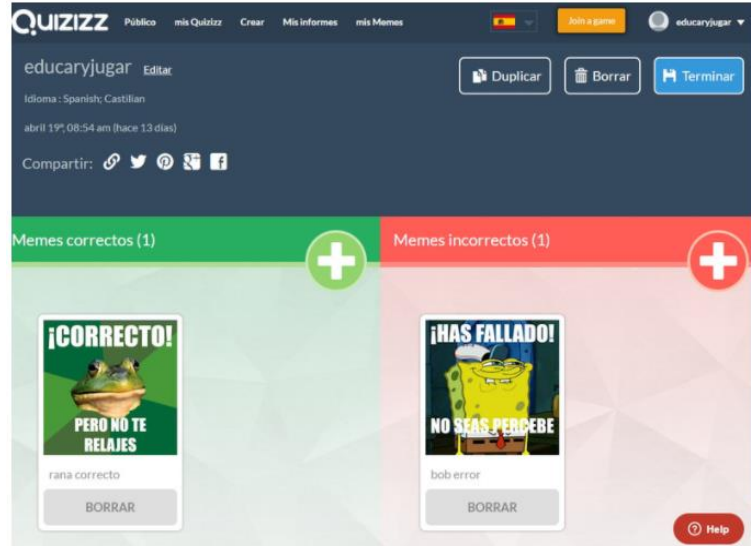 QUIZIZZ Público mis Quizizz Crear Mis informes mis Memes Join a game educaryjugar
educaryjugar Editar
Duplicar Borrar Terminar
Idioma : Spanish; Castilian
abril 19º, 08:54 am (hace 13 días)
Compartir:
Memes correctos (1)
Memes incorrectos (1)
¡CORRECTO!
PERO NO TE
RELAJES
rana correcto
BORRAR
¡HAS FALLADO!
NO SEAS PERCEBE
bob error
BORRAR
Help